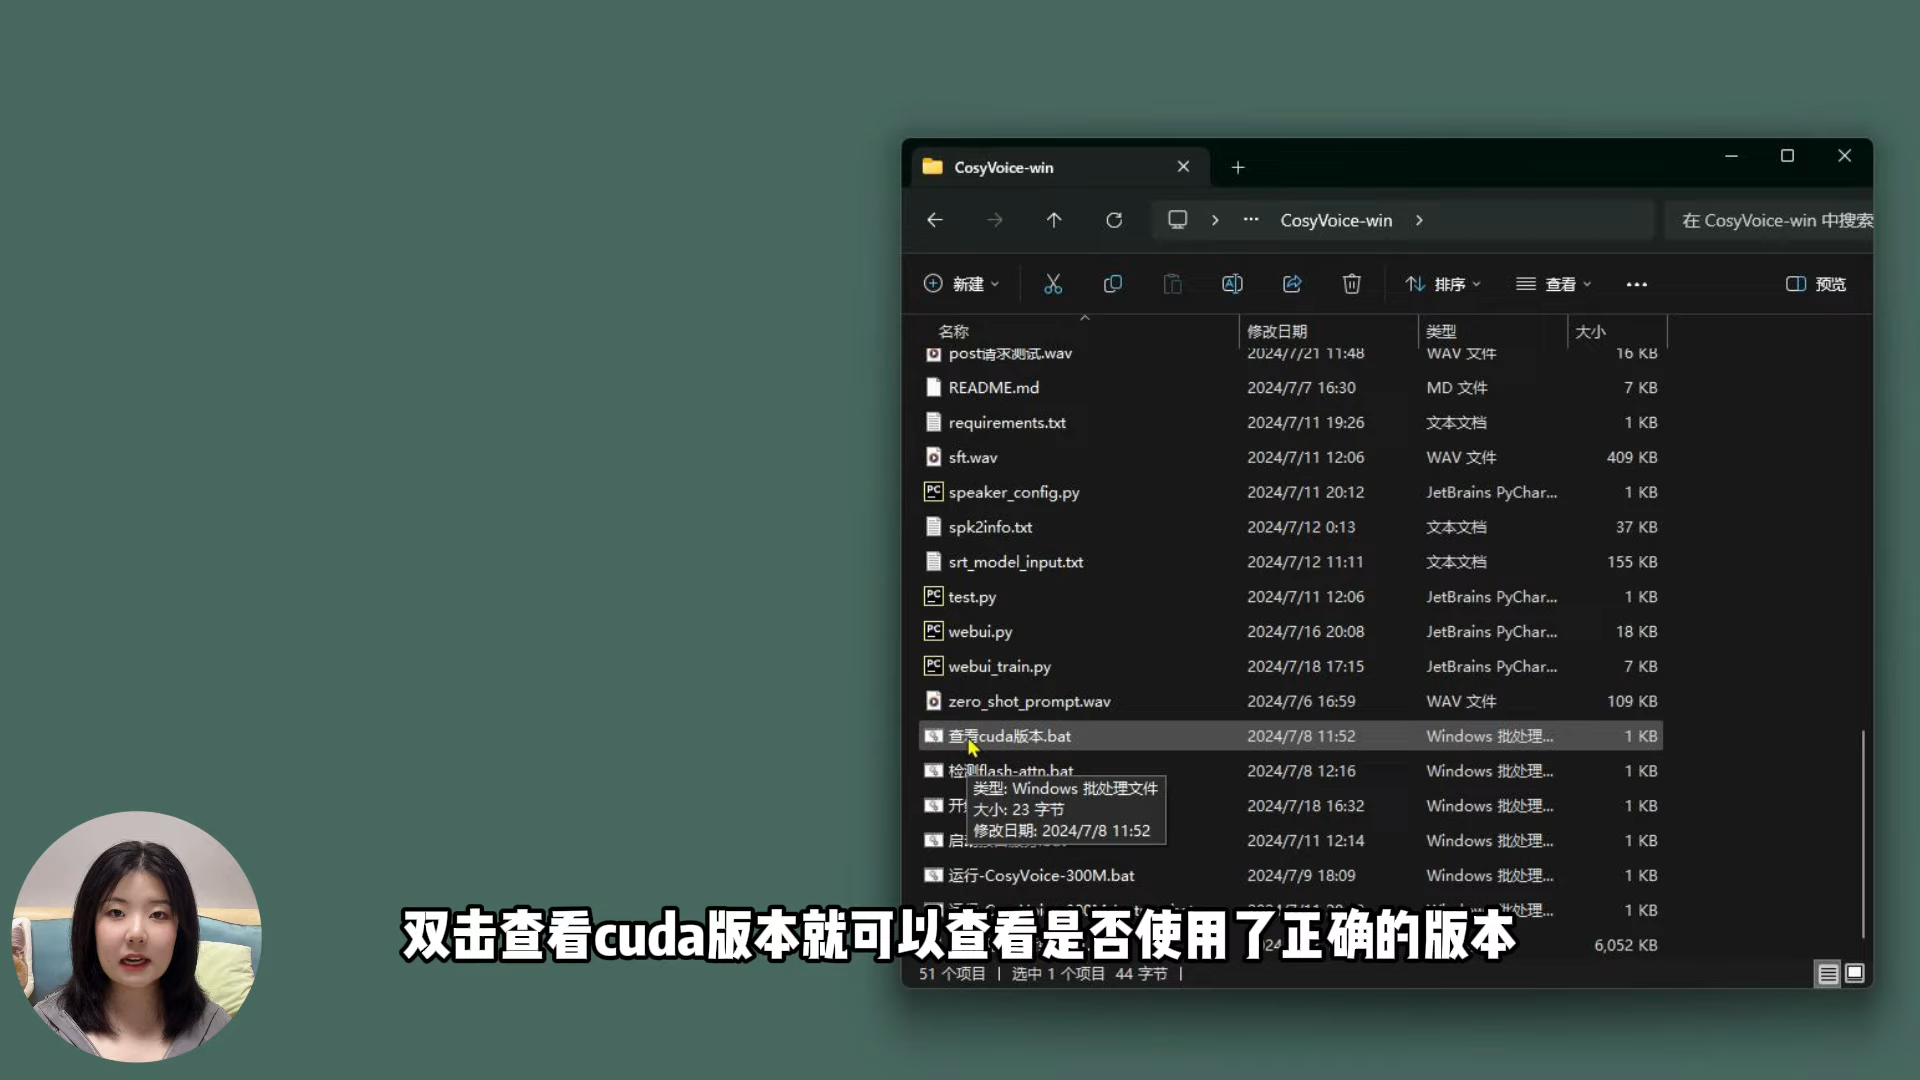 CosyVoice-win
CosyVoice-win
在 CosyVoice-win 中搜索
新建
排序
查看
预览
名称 修改日期 类型 大小
post请求测试.wav 2024/7/21 11:48 WAV 文件 16 KB
README.md 2024/7/7 16:30 MD 文件 7 KB
requirements.txt 2024/7/11 19:26 文本文档 1 KB
sft.wav 2024/7/11 12:06 WAV 文件 409 KB
speaker_config.py 2024/7/11 20:12 JetBrains PyChar... 1 KB
spk2info.txt 2024/7/12 0:13 文本文档 37 KB
srt_model_input.txt 2024/7/12 11:11 文本文档 155 KB
test.py 2024/7/11 12:06 JetBrains PyChar... 1 KB
webui.py 2024/7/16 20:08 JetBrains PyChar... 18 KB
webui_train.py 2024/7/18 17:15 JetBrains PyChar... 7 KB
zero_shot_prompt.wav 2024/7/6 16:59 WAV 文件 109 KB
查看cuda版本.bat 2024/7/8 11:52 Windows 批处理... 1 KB
检测flash-attn.bat 2024/7/8 12:16 Windows 批处理... 1 KB
类型: Windows 批处理文件
大小: 23 字节
修改日期: 2024/7/8 11:52
2024/7/18 16:32 Windows 批处理... 1 KB
2024/7/11 12:14 Windows 批处理... 1 KB
运行-CosyVoice-300M.bat 2024/7/9 18:09 Windows 批处理... 1 KB
1 KB
6,052 KB
双击查看cuda版本就可以查看是否使用了正确的版本
51 个项目 | 选中 1 个项目 44 字节 |